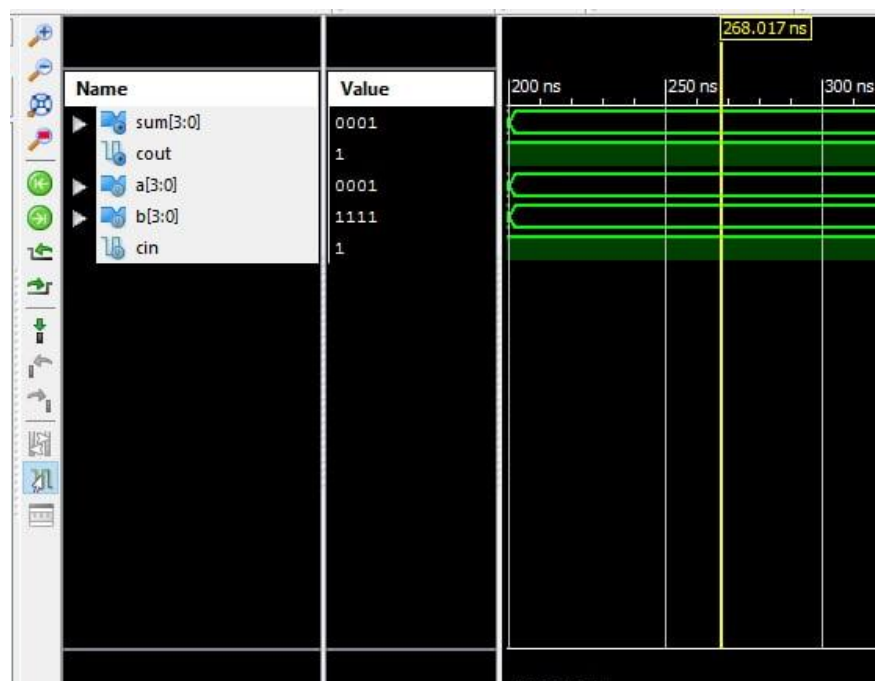 268.017 ns
Name Value 200 ns 250 ns 300 ns
sum[3:0] 0001
cout 1
a[3:0] 0001
b[3:0] 1111
cin 1